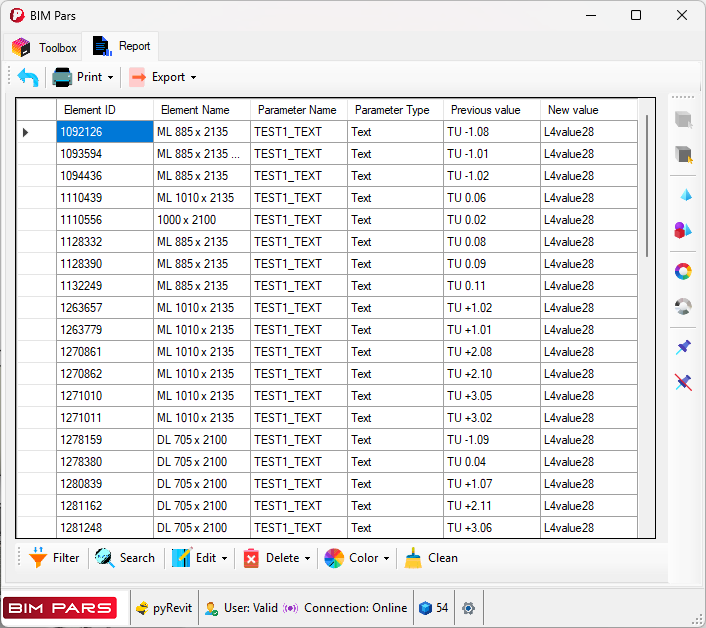 BIM Pars
Toolbox Report
Print Export
Element ID Element Name Parameter Name Parameter Type Previous value New value
1092126 ML 885 x 2135 TEST1_TEXT Text TU -1.08 L4value28
1093594 ML 885 x 2135 ... TEST1_TEXT Text TU -1.01 L4value28
1094436 ML 885 x 2135 TEST1_TEXT Text TU -1.02 L4value28
1110439 ML 1010 x 2135 TEST1_TEXT Text TU 0.06 L4value28
1110556 1000 x 2100 TEST1_TEXT Text TU 0.02 L4value28
1128332 ML 885 x 2135 TEST1_TEXT Text TU 0.08 L4value28
1128390 ML 885 x 2135 TEST1_TEXT Text TU 0.09 L4value28
1132249 ML 885 x 2135 TEST1_TEXT Text TU 0.11 L4value28
1263657 ML 1010 x 2135 TEST1_TEXT Text TU +1.02 L4value28
1263779 ML 1010 x 2135 TEST1_TEXT Text TU +1.01 L4value28
1270861 ML 1010 x 2135 TEST1_TEXT Text TU +2.08 L4value28
1270862 ML 1010 x 2135 TEST1_TEXT Text TU +2.10 L4value28
1271010 ML 1010 x 2135 TEST1_TEXT Text TU +3.05 L4value28
1271011 ML 1010 x 2135 TEST1_TEXT Text TU +3.02 L4value28
1278159 DL 705 x 2100 TEST1_TEXT Text TU -1.09 L4value28
1278380 DL 705 x 2100 TEST1_TEXT Text TU 0.04 L4value28
1280839 DL 705 x 2100 TEST1_TEXT Text TU +1.07 L4value28
1281162 DL 705 x 2100 TEST1_TEXT Text TU +2.11 L4value28
1281248 DL 705 x 2100 TEST1_TEXT Text TU +3.06 L4value28
Filter Search Edit Delete Color Clean
BIM PARS pyRevit User: Valid Connection: Online 54